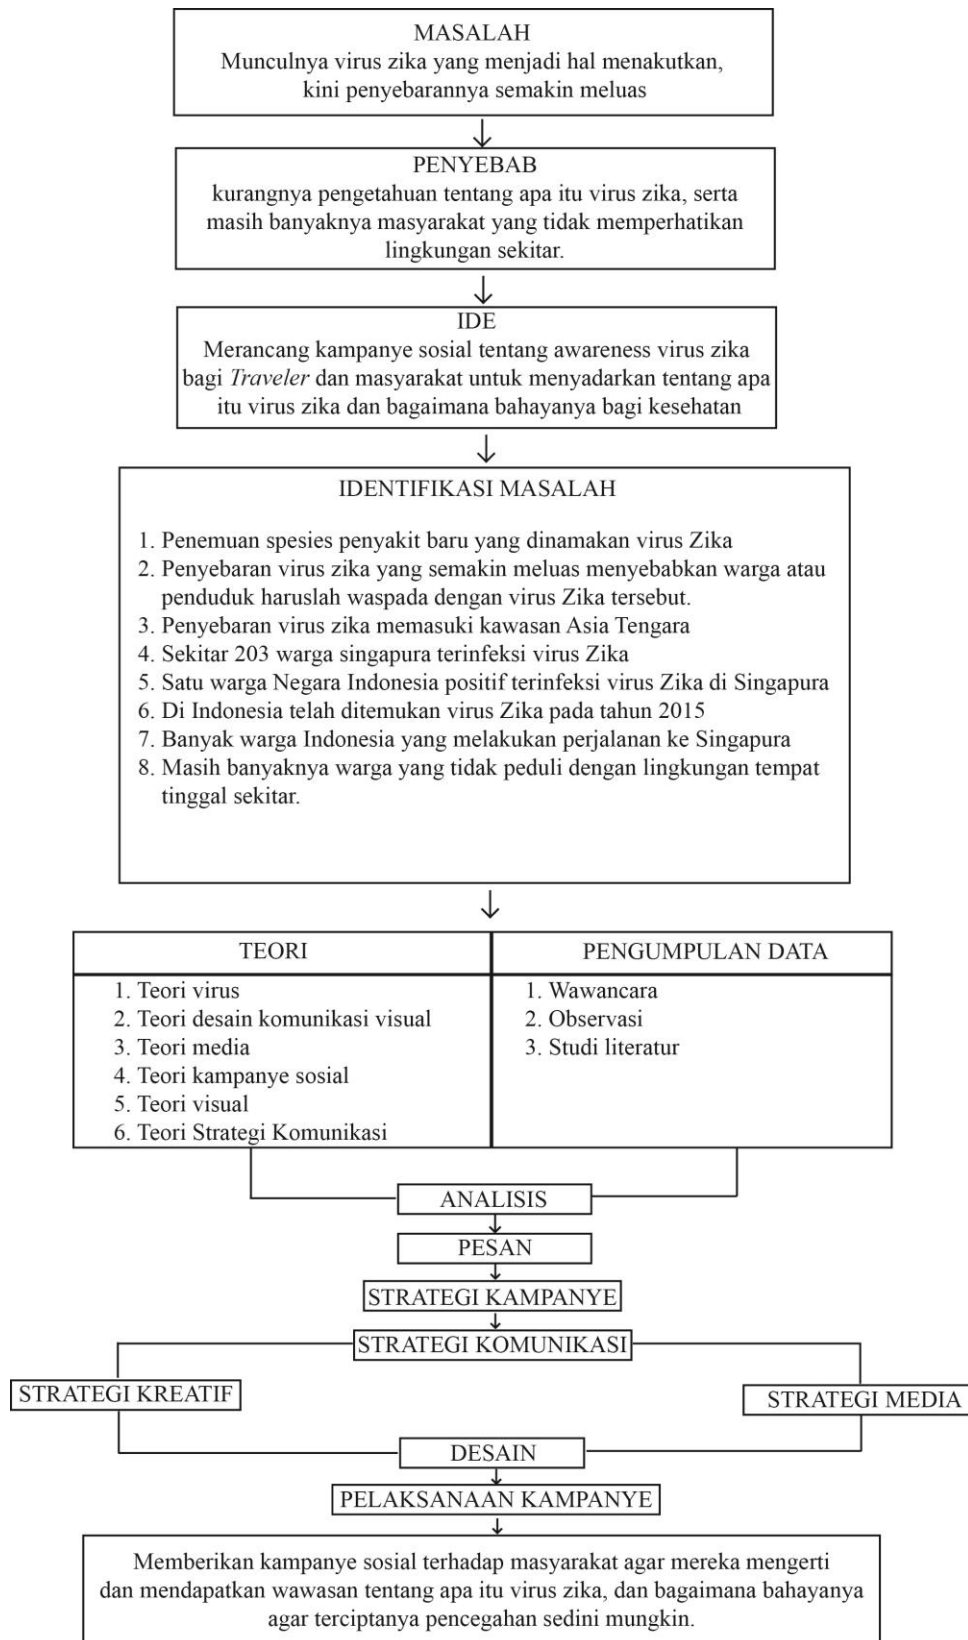 MASALAH
Munculnya virus zika yang menjadi hal menakutkan,
kini penyebarannya semakin meluas
PENYEBAB
kurangnya pengetahuan tentang apa itu virus zika, serta
masih banyaknya masyarakat yang tidak memperhatikan
lingkungan sekitar.
IDE
Merancang kampanye sosial tentang awareness virus zika
bagi Traveler dan masyarakat untuk menyadarkan tentang apa
itu virus zika dan bagaimana bahayanya bagi kesehatan
IDENTIFIKASI MASALAH
1. Penemuan spesies penyakit baru yang dinamakan virus Zika
2. Penyebaran virus zika yang semakin meluas menyebabkan warga atau
penduduk haruslah waspada dengan virus Zika tersebut.
3. Penyebaran virus zika memasuki kawasan Asia Tengara
4. Sekitar 203 warga singapura terinfeksi virus Zika
5. Satu warga Negara Indonesia positif terinfeksi virus Zika di Singapura
6. Di Indonesia telah ditemukan virus Zika pada tahun 2015
7. Banyak warga Indonesia yang melakukan perjalanan ke Singapura
8. Masih banyaknya warga yang tidak peduli dengan lingkungan tempat
tinggal sekitar.
TEORI
1. Teori virus
2. Teori desain komunikasi visual
3. Teori media
4. Teori kampanye sosial
5. Teori visual
6. Teori Strategi Komunikasi
PENGUMPULAN DATA
1. Wawancara
2. Observasi
3. Studi literatur
ANALISIS
PESAN
STRATEGI KAMPANYE
STRATEGI KOMUNIKASI
STRATEGI KREATIF
STRATEGI MEDIA
DESAIN
PELAKSANAAN KAMPANYE
Memberikan kampanye sosial terhadap masyarakat agar mereka mengerti
dan mendapatkan wawasan tentang apa itu virus zika, dan bagaimana bahayanya
agar terciptanya pencegahan sedini mungkin.